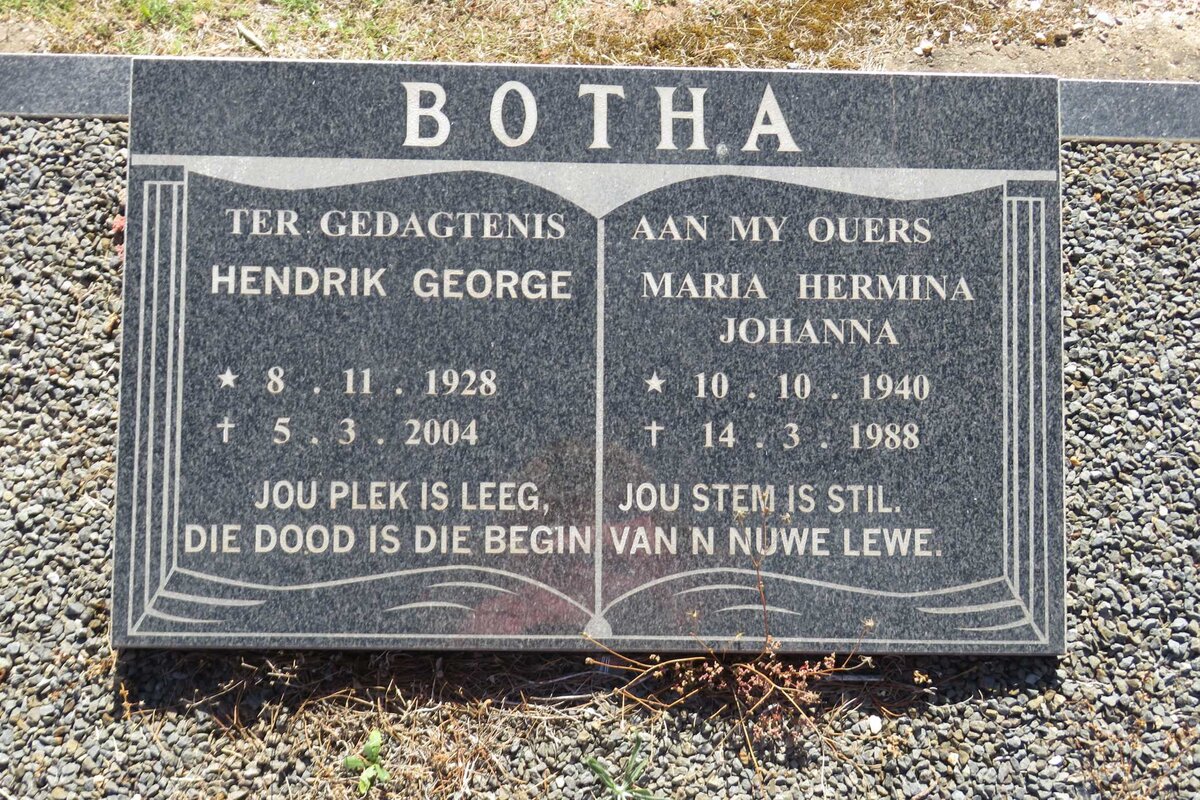 BOTHA
TER GEDAGTENIS AAN MY OUERS
HENDRIK GEORGE
★ 8 . 11 . 1928
† 5 . 3 . 2004
MARIA HERMINA
JOHANNA
★ 10 . 10 . 1940
† 14 . 3 . 1988
JOU PLEK IS LEEG, JOU STEM IS STIL.
DIE DOOD IS DIE BEGIN VAN N NUWE LEWE.